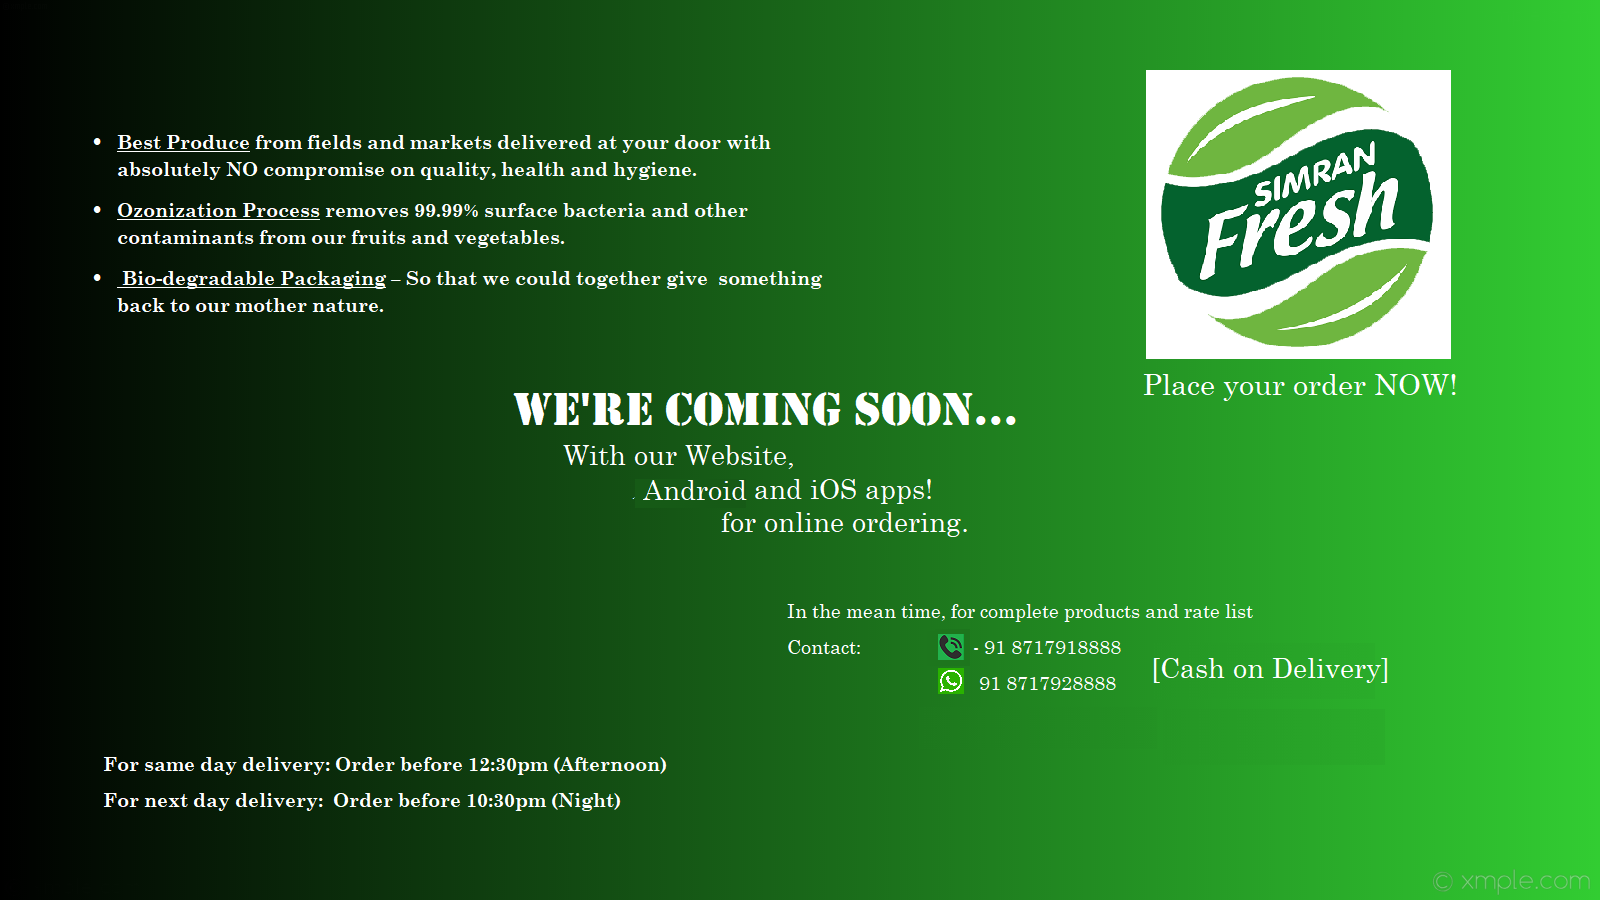 • Best Produce from fields and markets delivered at your door with
absolutely NO compromise on quality, health and hygiene.
• Ozonization Process removes 99.99% surface bacteria and other
contaminants from our fruits and vegetables.
• Bio-degradable Packaging – So that we could together give something
back to our mother nature.
SIMRAN
Fresh
Place your order NOW!
WE'RE COMING SOON...
With our Website,
Android and iOS apps!
for online ordering.
In the mean time, for complete products and rate list
Contact: - 91 8717918888
91 8717928888
[Cash on Delivery]
For same day delivery: Order before 12:30pm (Afternoon)
For next day delivery: Order before 10:30pm (Night)
© xmple.com